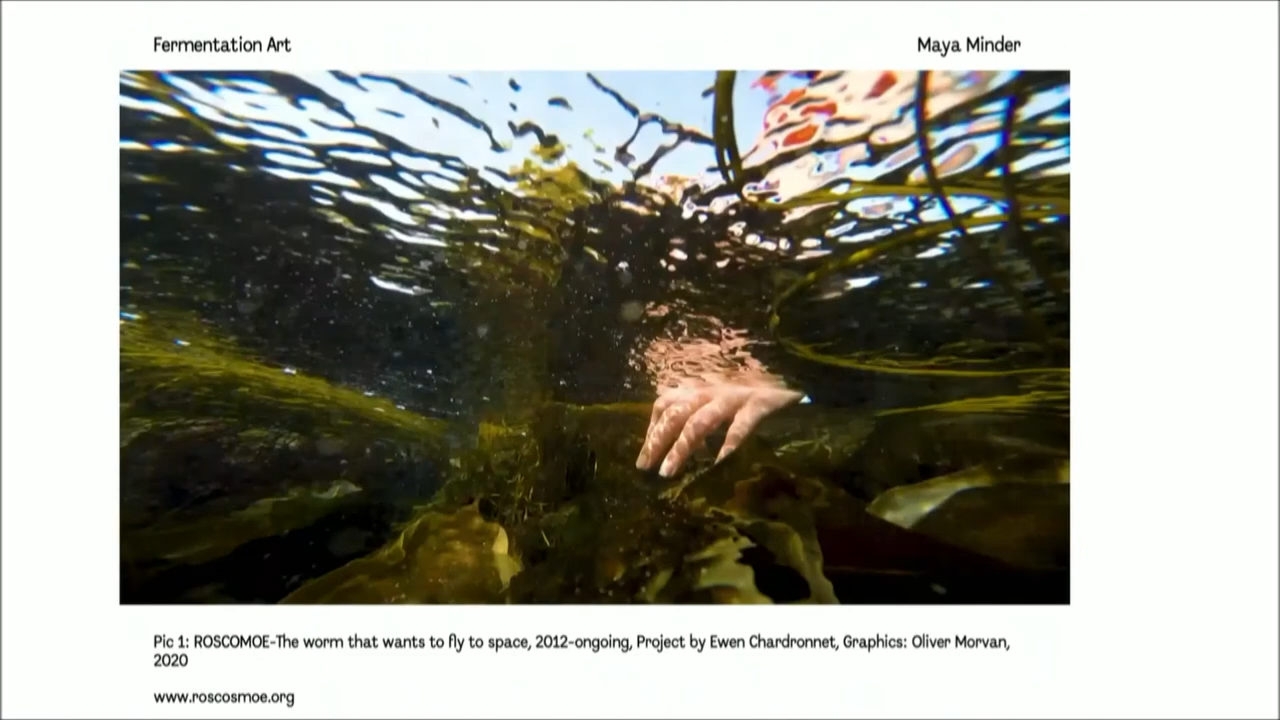 Fermentation Art
Maya Minder
Pic 1: ROSCOMOE-The worm that wants to fly to space, 2012-ongoing, Project by Ewen Chardronnet, Graphics: Oliver Morvan,
2020
www.roscosmoe.org